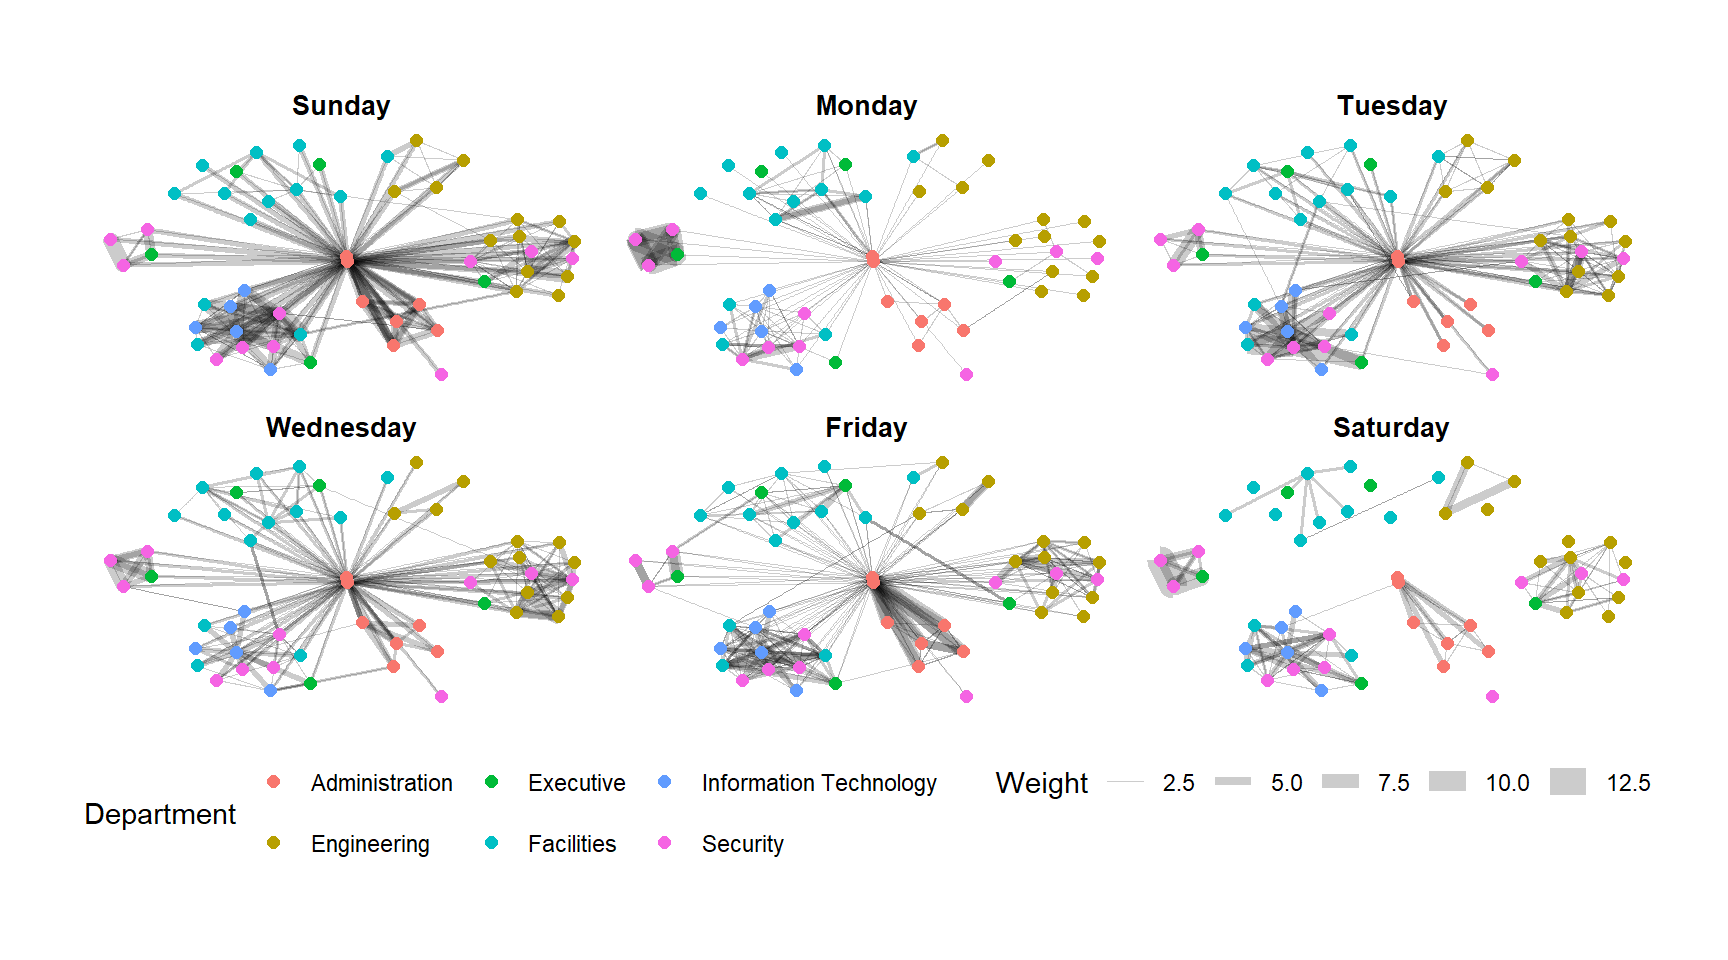 Sunday
Monday
Tuesday
Wednesday
Friday
Saturday
Department
Administration
Executive
Information Technology
Engineering
Facilities
Security
Weight
2.5
5.0
7.5
10.0
12.5